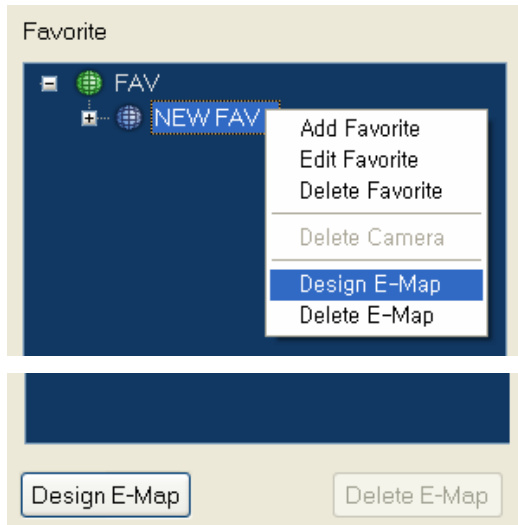 Favorite
FAV
NEW FAV
Add Favorite
Edit Favorite
Delete Favorite
Delete Camera
Design E-Map
Delete E-Map
Design E-Map
Delete E-Map